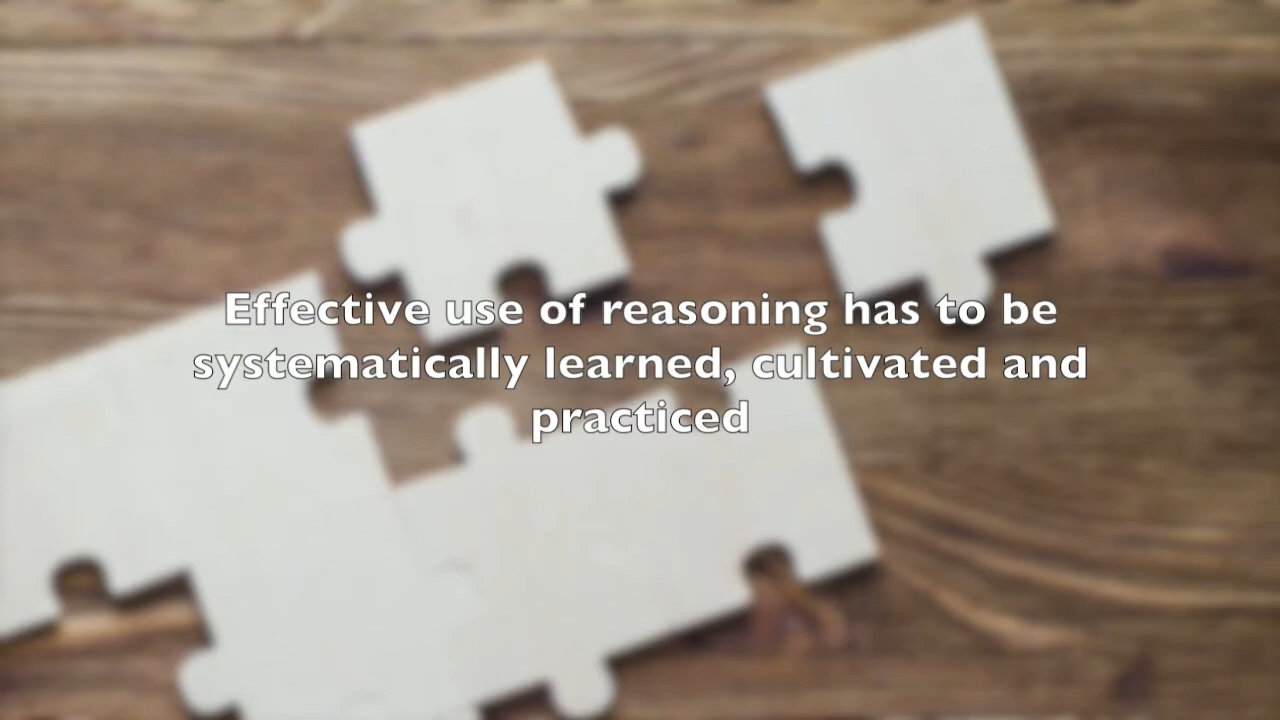 Effective use of reasoning has to be
systematically learned, cultivated and
practiced